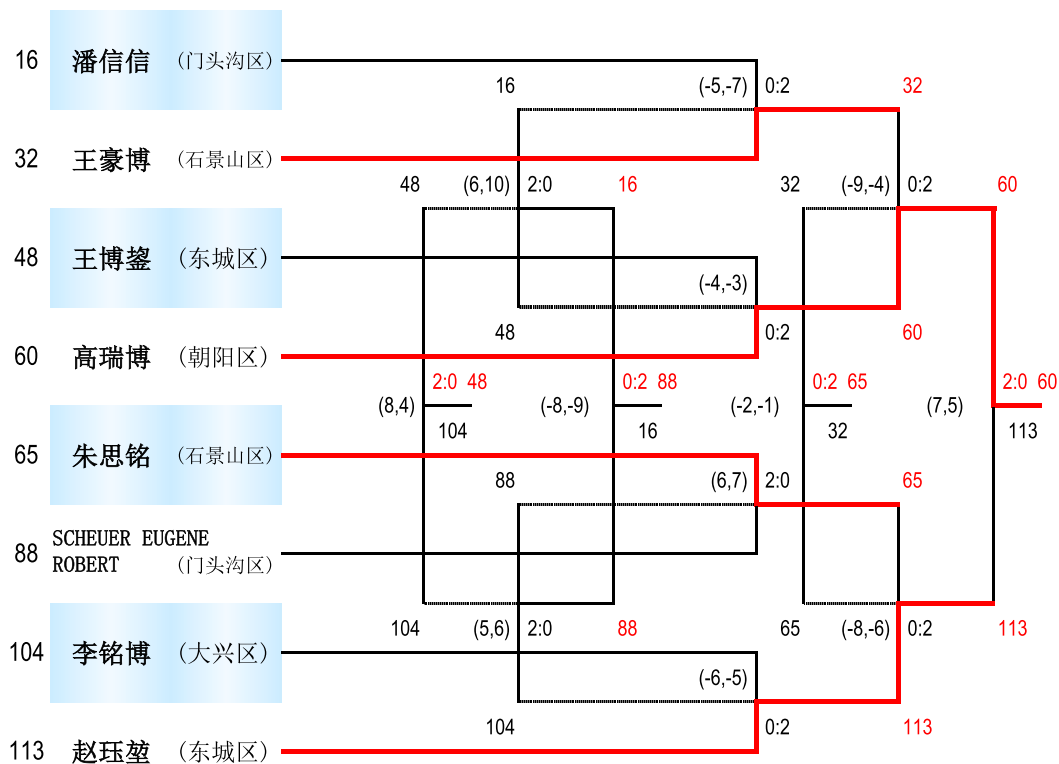 16 潘信信 (门头沟区)
16 (-5,-7) 0:2 32
32 王豪博 (石景山区)
48 (6,10) 2:0 16 32 (-9,-4) 0:2 60
48 王博鋆 (东城区)
(-4,-3)
48 0:2 60
60 高瑞博 (朝阳区)
2:0 48 0:2 88 0:2 65 2:0 60
(8,4) (-8,-9) (-2,-1) (7,5)
104 16 32 113
65 朱思铭 (石景山区)
88 (6,7) 2:0 65
SCHEUER EUGENE
88 ROBERT (门头沟区)
104 (5,6) 2:0 88 65 (-8,-6) 0:2 113
104 李铭博 (大兴区)
(-6,-5)
104 0:2 113
113 赵珏堃 (东城区)